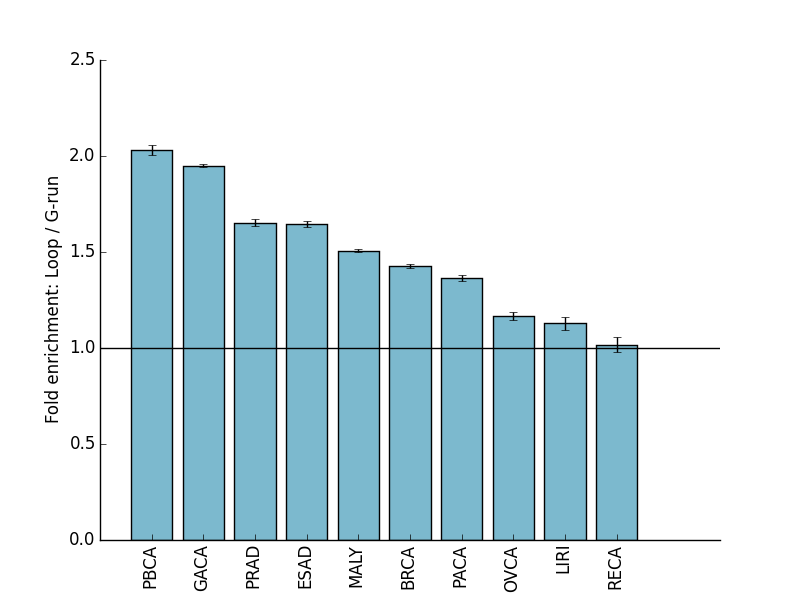 2.5
2.0
1.5
1.0
0.5
0.0
Fold enrichment: Loop / G-run
PBCA
GACA
PRAD
ESAD
MALY
BRCA
PACA
OVCA
LIRI
RECA